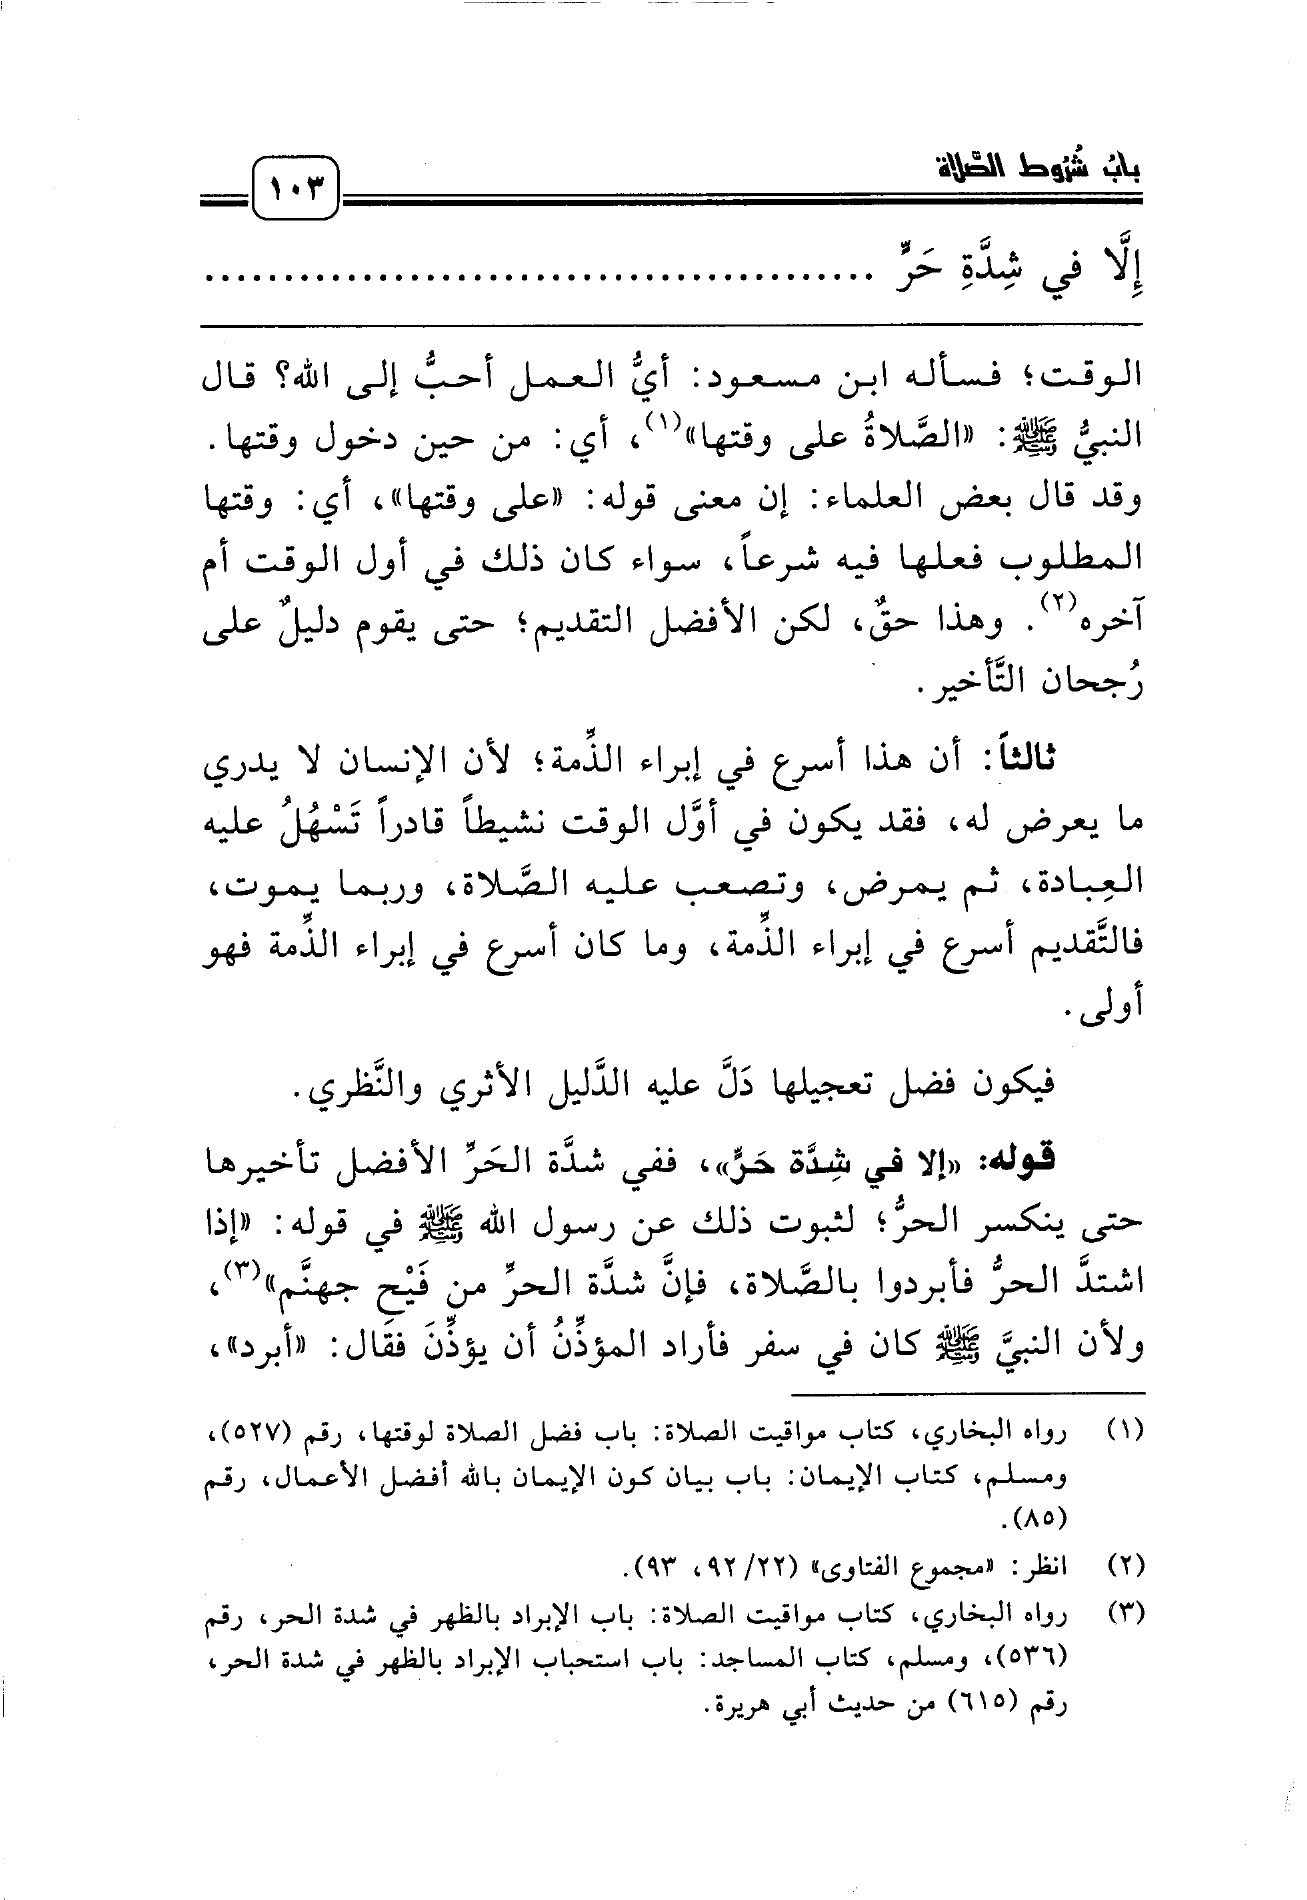 بابُ شُرُوط الصَّلاة
١٠٣
إِلَّا في شِدَّةِ حَرٍّ ...........................................
الوقت؛ فسأله ابن مسعود: أيُّ العمل أحبُّ إلى الله؟ قال
النبيُّ ﷺ: «الصَّلاةُ على وقتها»(١)، أي: من حين دخول وقتها.
وقد قال بعض العلماء: إن معنى قوله: «على وقتها»، أي: وقتها
المطلوب فعلها فيه شرعاً، سواء كان ذلك في أول الوقت أم
آخره(٢). وهذا حقٌ، لكن الأفضل التقديم؛ حتى يقوم دليلٌ على
رُجحان التَّأخير.
ثالثاً: أن هذا أسرع في إبراء الذِّمة؛ لأن الإنسان لا يدري
ما يعرض له، فقد يكون في أوَّل الوقت نشيطاً قادراً تَسْهُلُ عليه
العِبادة، ثم يمرض، وتصعب عليه الصَّلاة، وربما يموت،
فالتَّقديم أسرع في إبراء الذِّمة، وما كان أسرع في إبراء الذِّمة فهو
أولى.
فيكون فضل تعجيلها دَلَّ عليه الدَّليل الأثري والنَّظري.
قوله: «إلا في شِدَّة حَرٍّ»، ففي شدَّة الحَرِّ الأفضل تأخيرها
حتى ينكسر الحرُّ؛ لثبوت ذلك عن رسول الله ﷺ في قوله: «إذا
اشتدَّ الحرُّ فأبردوا بالصَّلاة، فإنَّ شدَّة الحرِّ من فَيْحِ جهنَّم»(٣)،
ولأن النبيَّ ﷺ كان في سفر فأراد المؤذِّنُ أن يؤذِّنَ فقَال: «أبرد»،
(١) رواه البخاري، كتاب مواقيت الصلاة: باب فضل الصلاة لوقتها، رقم (٥٢٧)،
ومسلم، كتاب الإيمان: باب بيان كون الإيمان بالله أفضل الأعمال، رقم
(٨٥).
(٢) انظر: «مجموع الفتاوى» (٩٢/٢٢، ٩٣).
(٣) رواه البخاري، كتاب مواقيت الصلاة: باب الإبراد بالظهر في شدة الحر، رقم
(٥٣٦)، ومسلم، كتاب المساجد: باب استحباب الإبراد بالظهر في شدة الحر،
رقم (٦١٥) من حديث أبي هريرة.